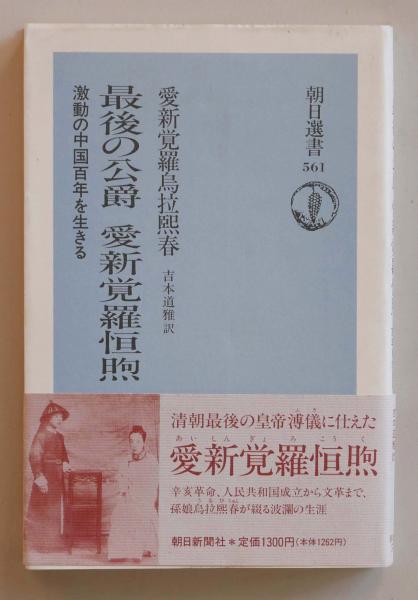 朝日選書
561
愛新覚羅烏拉熙春
吉本道雅訳
最後の公爵 愛新覚羅恒煦
激動の中国百年を生きる
清朝最後の皇帝溥儀に仕えた
愛新覚羅恒煦
辛亥革命、人民共和国成立から文革まで、
孫娘烏拉熙春が綴る波瀾の生涯
朝日新聞社*定価1300円(本体1262円)